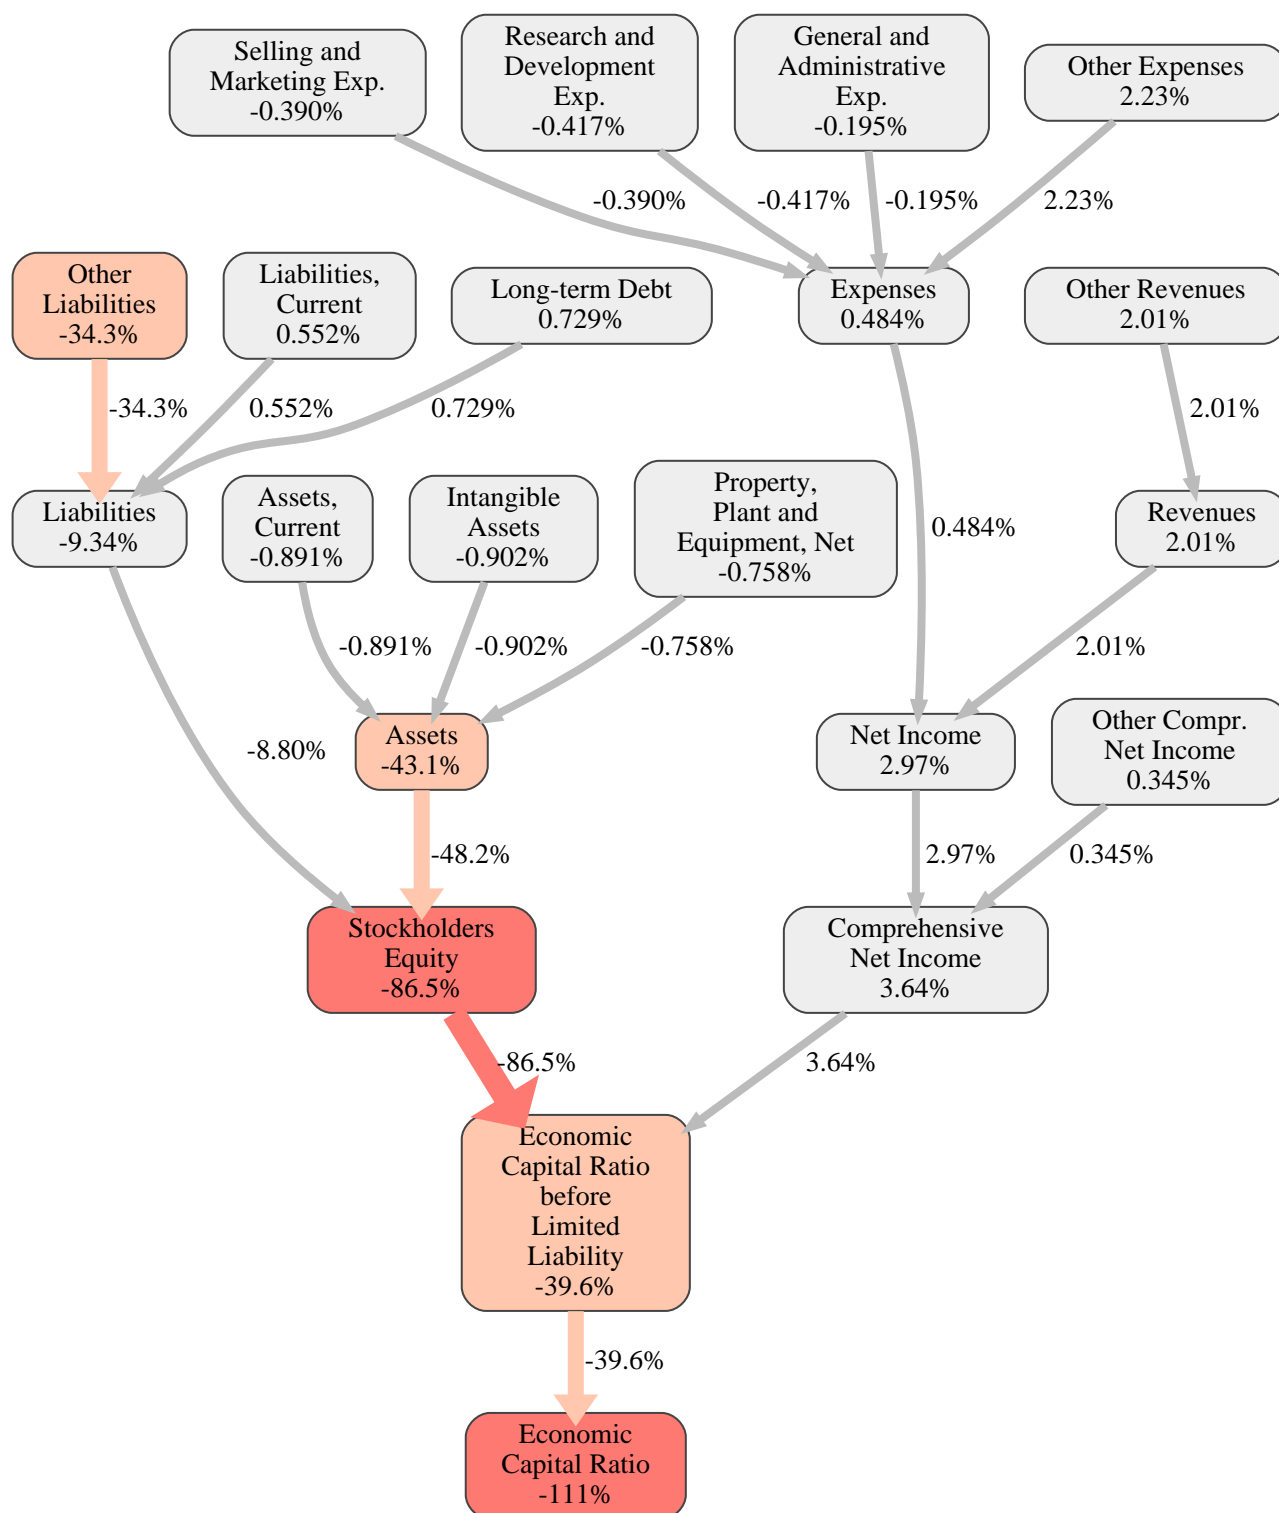 Selling and
Marketing Exp.
-0.390%
Research and
Development
Exp.
-0.417%
General and
Administrative
Exp.
-0.195%
Other Expenses
2.23%
-0.390%
-0.417%
-0.195%
2.23%
Other
Liabilities
-34.3%
Liabilities,
Current
0.552%
Long-term Debt
0.729%
Expenses
0.484%
Other Revenues
2.01%
-34.3%
0.552%
0.729%
2.01%
Liabilities
-9.34%
Assets,
Current
-0.891%
Intangible
Assets
-0.902%
Property,
Plant and
Equipment, Net
-0.758%
0.484%
Revenues
2.01%
-0.891%
-0.902%
-0.758%
2.01%
-8.80%
Assets
-43.1%
Net Income
2.97%
Other Compr.
Net Income
0.345%
-48.2%
2.97%
0.345%
Stockholders
Equity
-86.5%
Comprehensive
Net Income
3.64%
-86.5%
3.64%
Economic
Capital Ratio
before
Limited
Liability
-39.6%
-39.6%
Economic
Capital Ratio
-111%